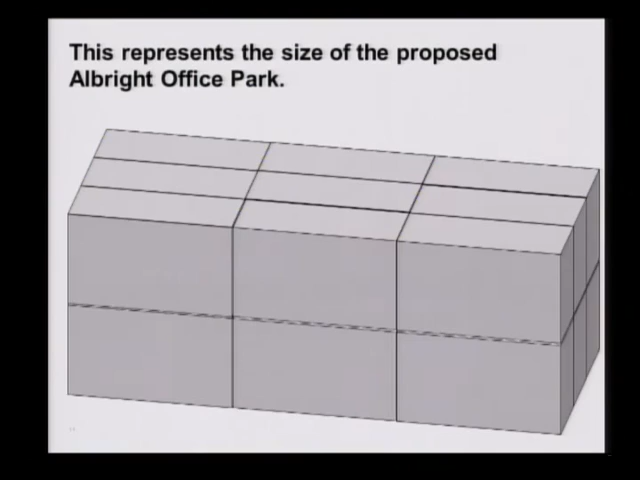 This represents the size of the proposed
Albright Office Park.